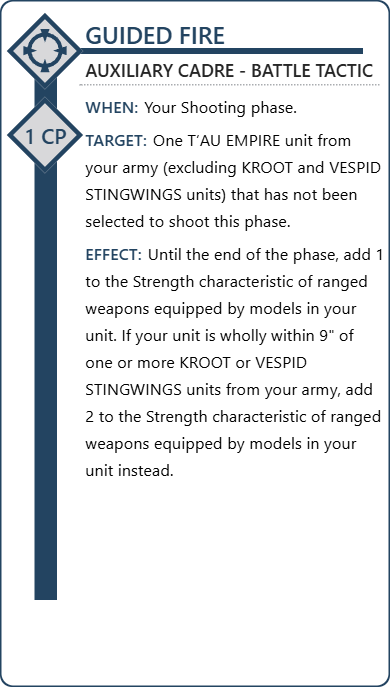 GUIDED FIRE
AUXILIARY CADRE - BATTLE TACTIC
WHEN: Your Shooting phase.
1 CP
TARGET: One T’AU EMPIRE unit from
your army (excluding KROOT and VESPID
STINGWINGS units) that has not been
selected to shoot this phase.
EFFECT: Until the end of the phase, add 1
to the Strength characteristic of ranged
weapons equipped by models in your
unit. If your unit is wholly within 9" of
one or more KROOT or VESPID
STINGWINGS units from your army, add
2 to the Strength characteristic of ranged
weapons equipped by models in your
unit instead.